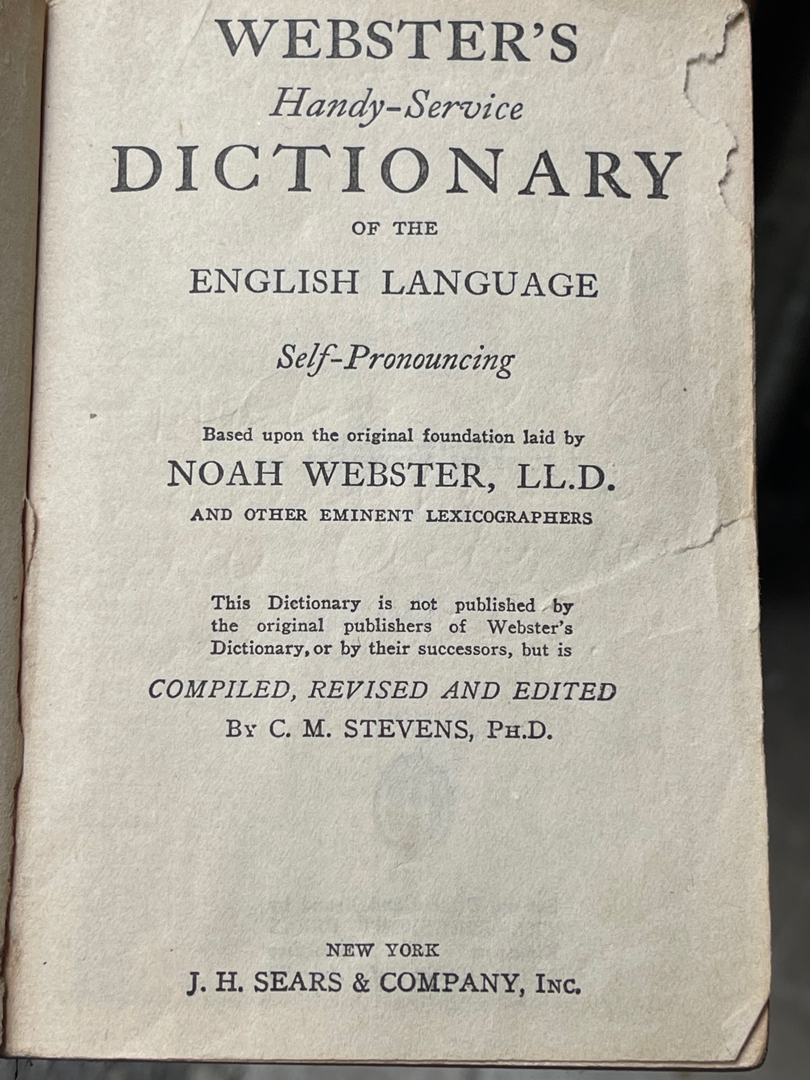 WEBSTER'S
Handy-Service
DICTIONARY
OF THE
ENGLISH LANGUAGE
Self-Pronouncing
Based upon the original foundation laid by
NOAH WEBSTER, LL.D.
AND OTHER EMINENT LEXICOGRAPHERS
This Dictionary is not published by
the original publishers of Webster's
Dictionary, or by their successors, but is
COMPILED, REVISED AND EDITED
BY C. M. STEVENS, PH.D.
NEW YORK
J. H. SEARS & COMPANY, INC.